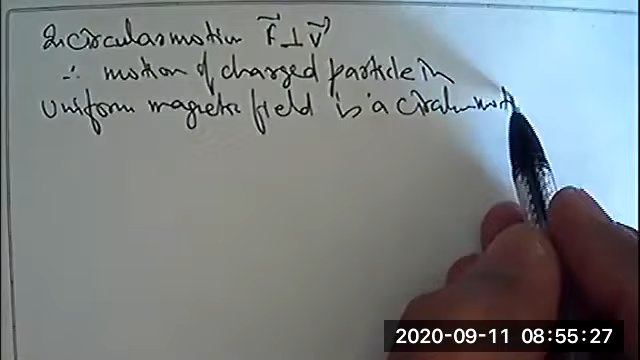 In circular motion F⃗ ⊥ V⃗
∴ motion of charged particle in
uniform magnetic field is a circular mot
2020-09-11 08:55:27